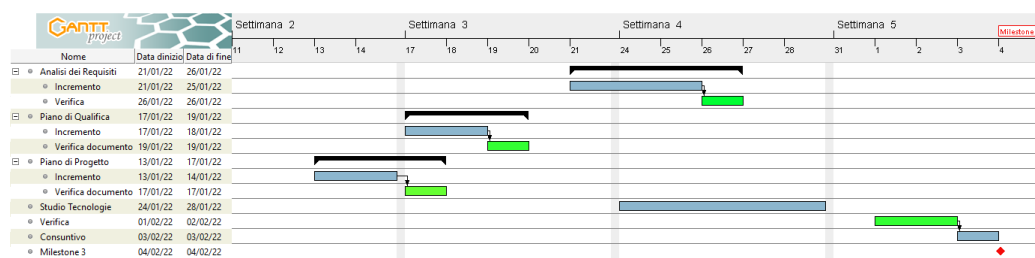 GANTT
project
Settimana 2 Settimana 3 Settimana 4 Settimana 5
Milestone
11 12 13 14 17 18 19 20 21 24 25 26 27 28 31 1 2 3 4
Nome Data dinizio Data di fine
Analisi dei Requisiti 21/01/22 26/01/22
Incremento 21/01/22 25/01/22
Verifica 26/01/22 26/01/22
Piano di Qualifica 17/01/22 19/01/22
Incremento 17/01/22 18/01/22
Verifica documento 19/01/22 19/01/22
Piano di Progetto 13/01/22 17/01/22
Incremento 13/01/22 14/01/22
Verifica documento 17/01/22 17/01/22
Studio Tecnologie 24/01/22 28/01/22
Verifica 01/02/22 02/02/22
Consuntivo 03/02/22 03/02/22
Milestone 3 04/02/22 04/02/22